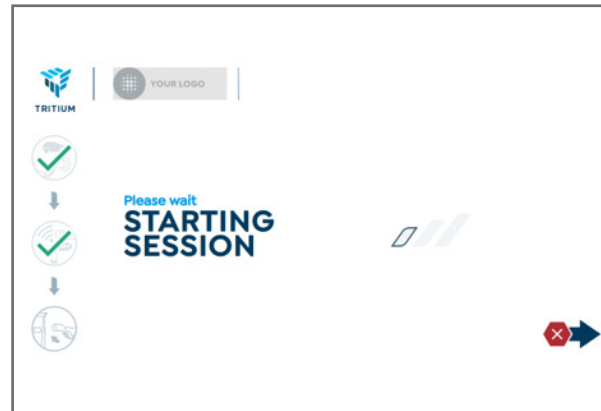 TRITIUM
YOUR LOGO
Please wait
STARTING
SESSION